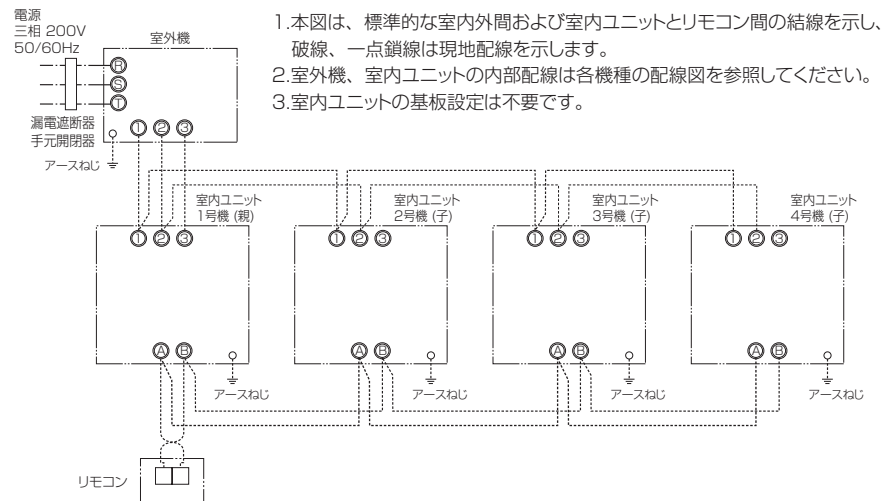 電源
三相 200V
50/60Hz
室外機
1.本図は、標準的な室内外間および室内ユニットとリモコン間の結線を示し、
破線、一点鎖線は現地配線を示します。
2.室外機、室内ユニットの内部配線は各機種の配線図を参照してください。
3.室内ユニットの基板設定は不要です。
Ⓡ
Ⓢ
Ⓣ
漏電遮断器
手元開閉器
① ② ③
アースねじ
室内ユニット
1号機 (親)
室内ユニット
2号機 (子)
室内ユニット
3号機 (子)
室内ユニット
4号機 (子)
① ② ③
① ② ③
① ② ③
① ② ③
Ⓐ Ⓑ
Ⓐ Ⓑ
Ⓐ Ⓑ
Ⓐ Ⓑ
アースねじ
アースねじ
アースねじ
アースねじ
リモコン